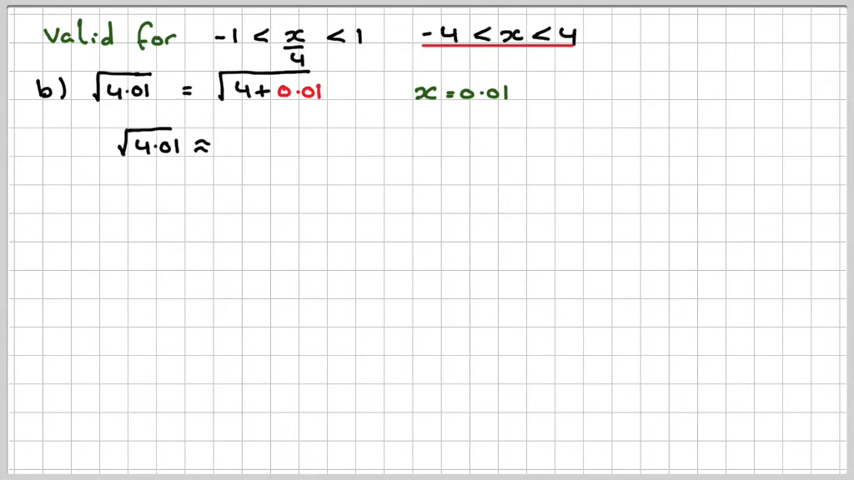 Valid for -1 < x/4 < 1 -4 < x < 4
b) √4·01 = √4+0·01 x = 0·01
√4·01 ≈